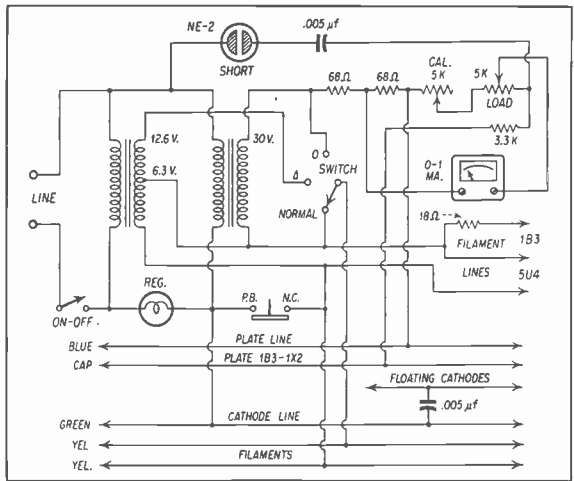 NE-2
.005 µf
SHORT
68Ω
68Ω
CAL.
5 K
5K
LOAD
3.3 K
12.6 V.
6.3 V.
30V.
O
SWITCH
Δ
NORMAL
0-1
MA.
LINE
18Ω
1B3
FILAMENT
LINES
5U4
REG.
P.B.
N.C.
ON-OFF.
BLUE
PLATE LINE
CAP
PLATE 1B3-1X2
FLOATING CATHODES
.005 µf
GREEN
CATHODE LINE
YEL
FILAMENTS
YEL.